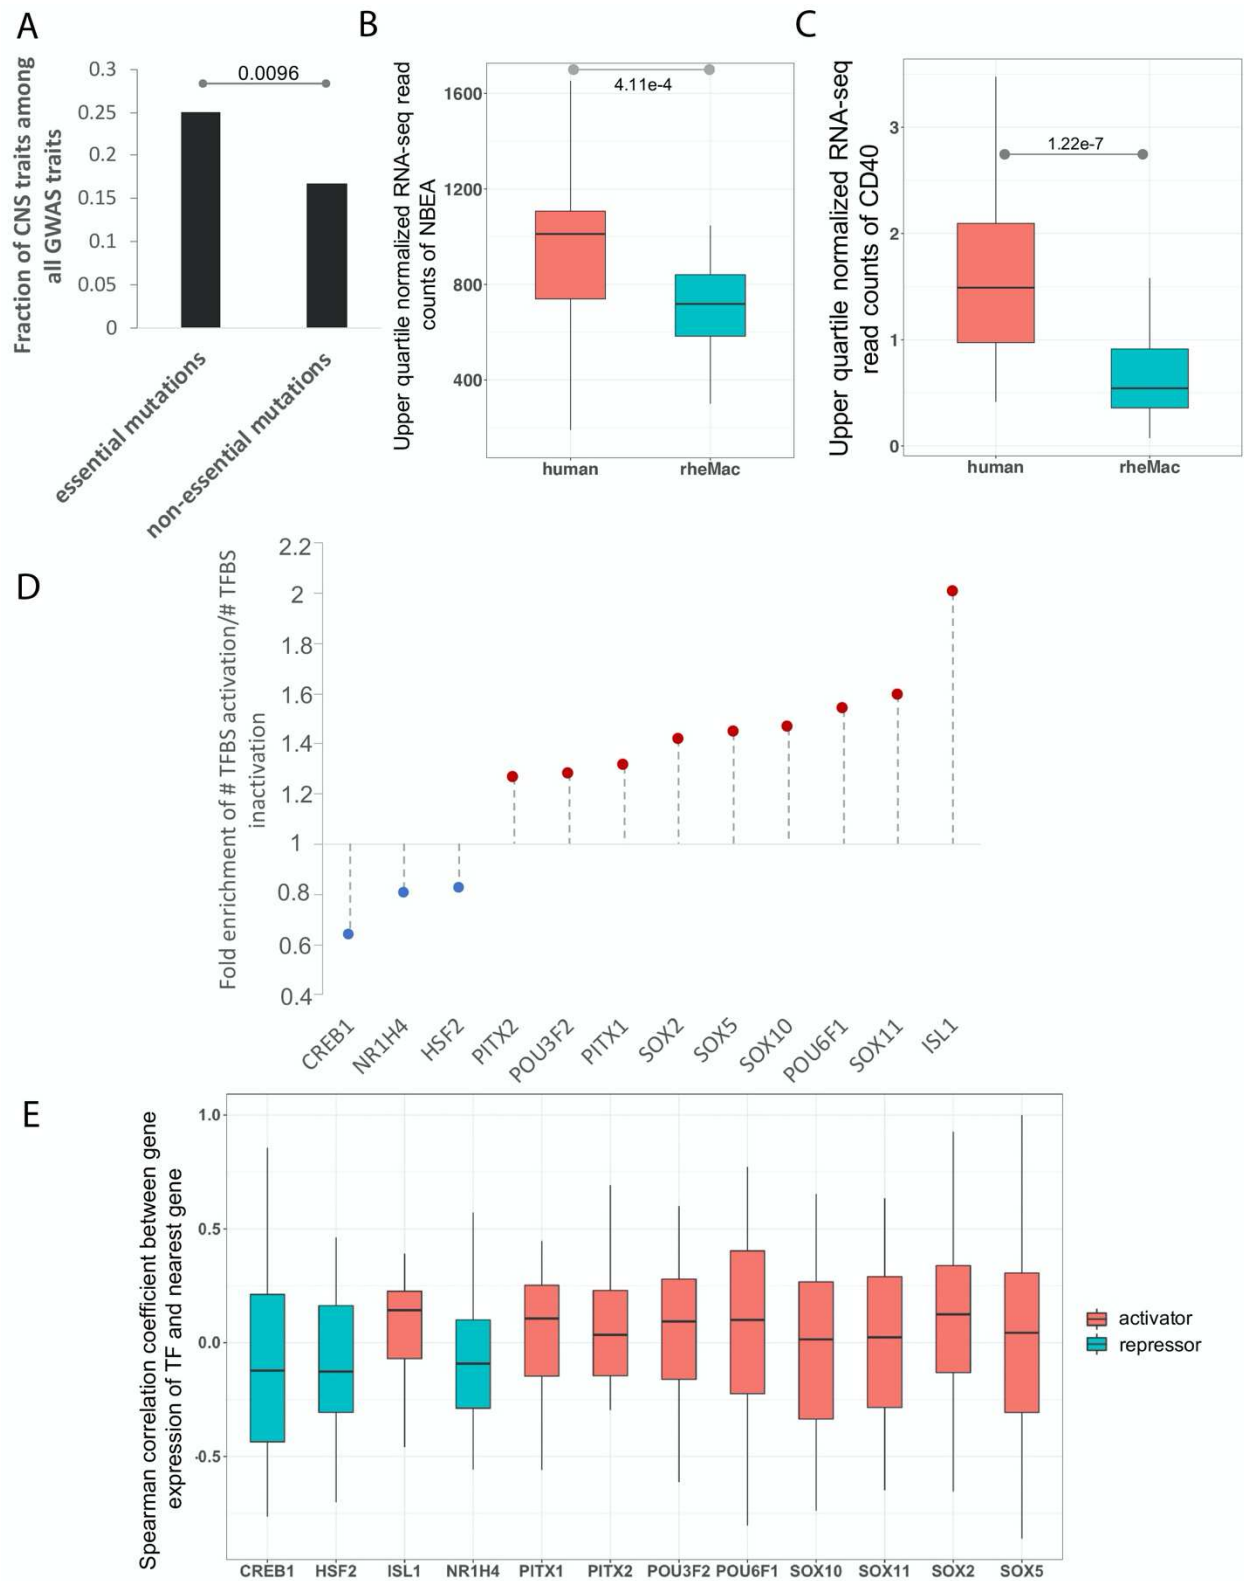 A
Fraction of CNS traits among
all GWAS traits
0.3
0.25
0.2
0.15
0.1
0.05
0
0.0096
essential mutations
non-essential mutations
B
Upper quartile normalized RNA-seq read
counts of NBEA
1600
1200
800
400
4.11e-4
human
rheMac
C
Upper quartile normalized RNA-seq
read counts of CD40
3
2
1
0
1.22e-7
human
rheMac
D
Fold enrichment of # TFBS activation/# TFBS
inactivation
2.2
2
1.8
1.6
1.4
1.2
1
0.8
0.6
0.4
CREB1
NR1H4
HSF2
PITX2
POU3F2
PITX1
SOX2
SOX5
SOX10
POU6F1
SOX11
ISL1
E
Spearman correlation coefficient between gene
expression of TF and nearest gene
1.0
0.5
0.0
-0.5
CREB1
HSF2
ISL1
NR1H4
PITX1
PITX2
POU3F2
POU6F1
SOX10
SOX11
SOX2
SOX5
activator
repressor